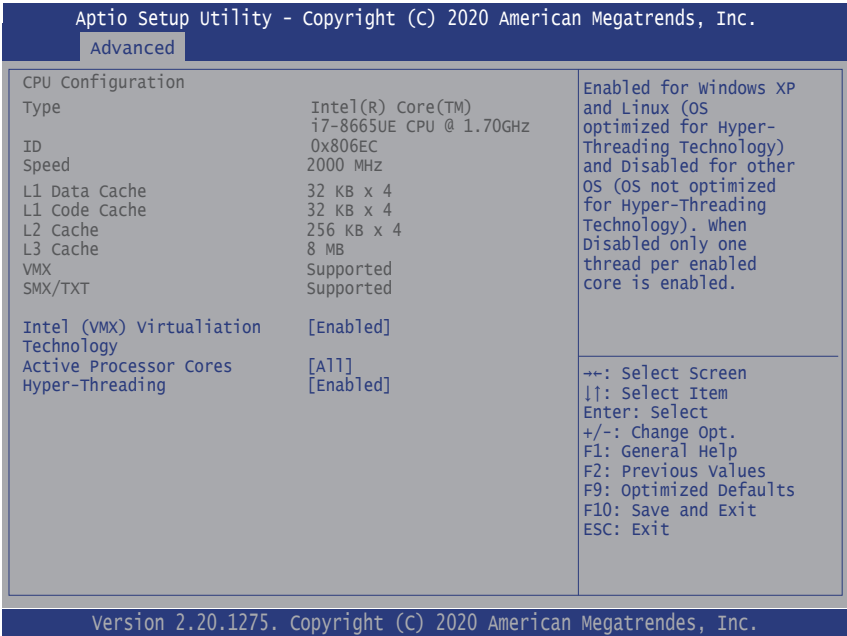 Aptio Setup Utility - Copyright (C) 2020 American Megatrends, Inc.
Advanced
CPU Configuration
Type Intel(R) Core(TM)
i7-8665UE CPU @ 1.70GHz
ID 0x806EC
Speed 2000 MHz
L1 Data Cache 32 KB x 4
L1 Code Cache 32 KB x 4
L2 Cache 256 KB x 4
L3 Cache 8 MB
VMX Supported
SMX/TXT Supported
Intel (VMX) Virtualiation [Enabled]
Technology
Active Processor Cores [All]
Hyper-Threading [Enabled]
Enabled for Windows XP
and Linux (OS
optimized for Hyper-
Threading Technology)
and Disabled for other
OS (OS not optimized
for Hyper-Threading
Technology). When
Disabled only one
thread per enabled
core is enabled.
→←: Select Screen
↓↑: Select Item
Enter: Select
+/-: Change Opt.
F1: General Help
F2: Previous Values
F9: Optimized Defaults
F10: Save and Exit
ESC: Exit
Version 2.20.1275. Copyright (C) 2020 American Megatrendes, Inc.